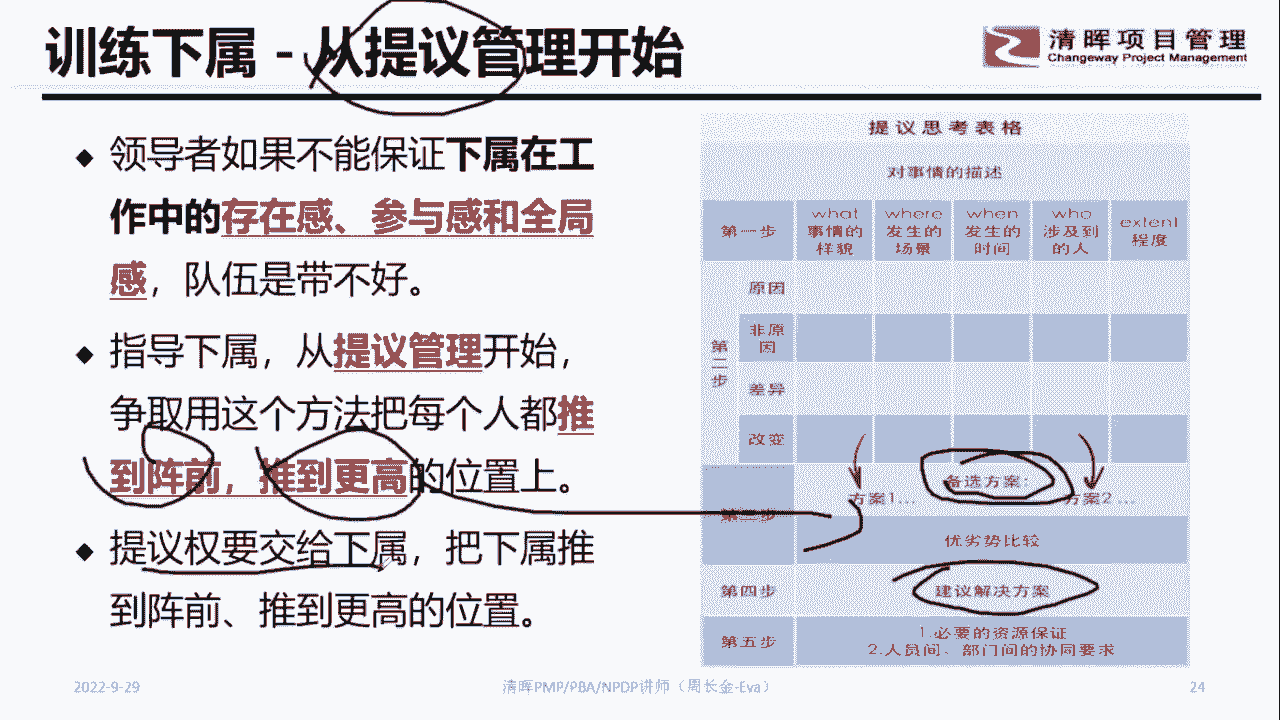 训练下属 - 从提议管理开始
清晖项目管理
Changeway Project Management
◆ 领导者如果不能保证下属在工
作中的存在感、参与感和全局
感，队伍是带不好。
◆ 指导下属，从提议管理开始，
争取用这个方法把每个人都推
到阵前，推到更高的位置上。
◆ 提议权要交给下属，把下属推
到阵前、推到更高的位置。
提议思考表格
对事情的描述
第一步
what
事情的
样貌
where
发生的
场景
when
发生的
时间
who
涉及到
的人
extent
程度
第二步
原因
非原
因
差异
改变
第三步
备选方案：
方案1... 方案2...
优劣势比较
第四步
建议解决方案
第五步
1.必要的资源保证
2.人员间、部门间的协同要求
2022-9-29
清晖PMP/PBA/NPDP讲师（周长金-Eva）
24